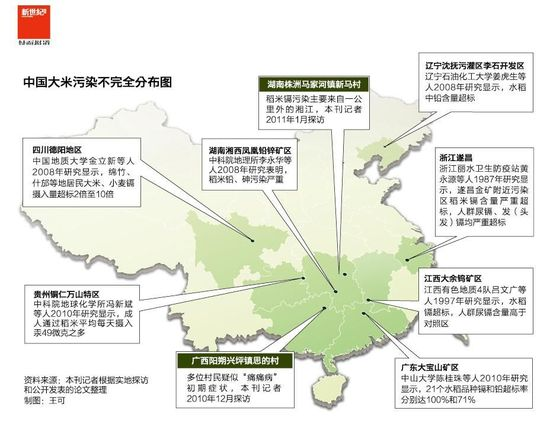 新世纪
封面报道
中国大米污染不完全分布图
湖南株洲马家河镇新马村
稻米镉污染主要来自一公
里外的湘江，本刊记者
2011年1月探访
辽宁沈抚污灌区李石开发区
辽宁石油化工大学姜虎生等
人2008年研究显示，水稻
中铅含量超标
四川德阳地区
中国地质大学金立新等人
2008年研究显示，绵竹、
什邡等地居民大米、小麦镉
摄入量超标2倍至10倍
湖南湘西凤凰铅锌矿区
中科院地理所李永华等
人2008年研究表明，
稻米铅、砷污染严重
浙江遂昌
浙江丽水卫生防疫站黄
永源等人1987年研究显
示，遂昌金矿附近污染
区稻米镉含量严重超
标，人群尿镉、发（头
发）镉均严重超标
贵州铜仁万山特区
中科院地球化学所冯新斌
等人2010年研究显示，成
人通过稻米平均每天摄入
汞49微克之多
江西大余钨矿区
江西有色地质4队吕文广等
人1997年研究显示，水稻
镉超标，人群尿镉含量高于
对照区
广西阳朔兴坪镇思的村
多位村民疑似“痛痛病”
初期症状，本刊记者
2010年12月探访
广东大宝山矿区
中山大学陈桂珠等人2010年研究
显示，21个水稻品种镉和铅超标率
分别达100%和71%
资料来源：本刊记者根据实地探访
和公开发表的论文整理
制图：王可